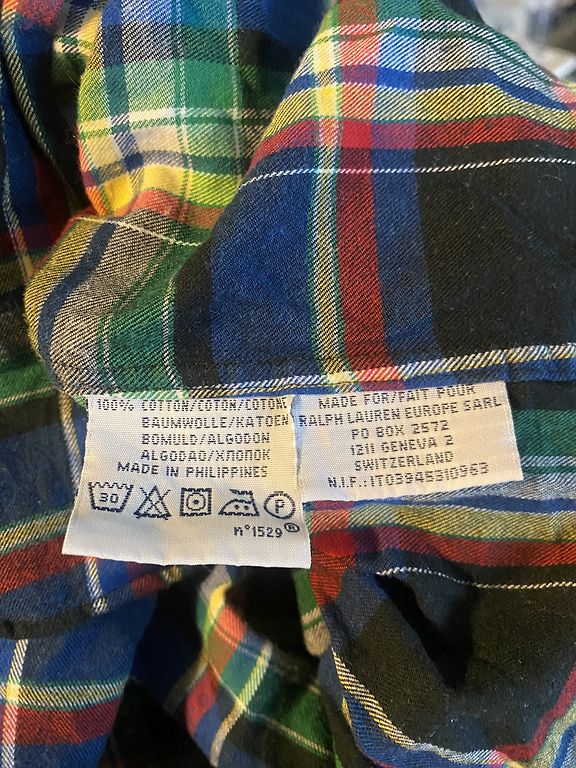 100% COTTON/COTON/COTONE
BAUMWOLLE/KATOEN
BOMULD/ALGODON
ALGODAO/ХЛОПОК
MADE IN PHILIPPINES
30
P
n°1529®
MADE FOR/FAIT POUR
RALPH LAUREN EUROPE SARL
PO BOX 2572
1211 GENEVA 2
SWITZERLAND
N.I.F.:IT03945310963